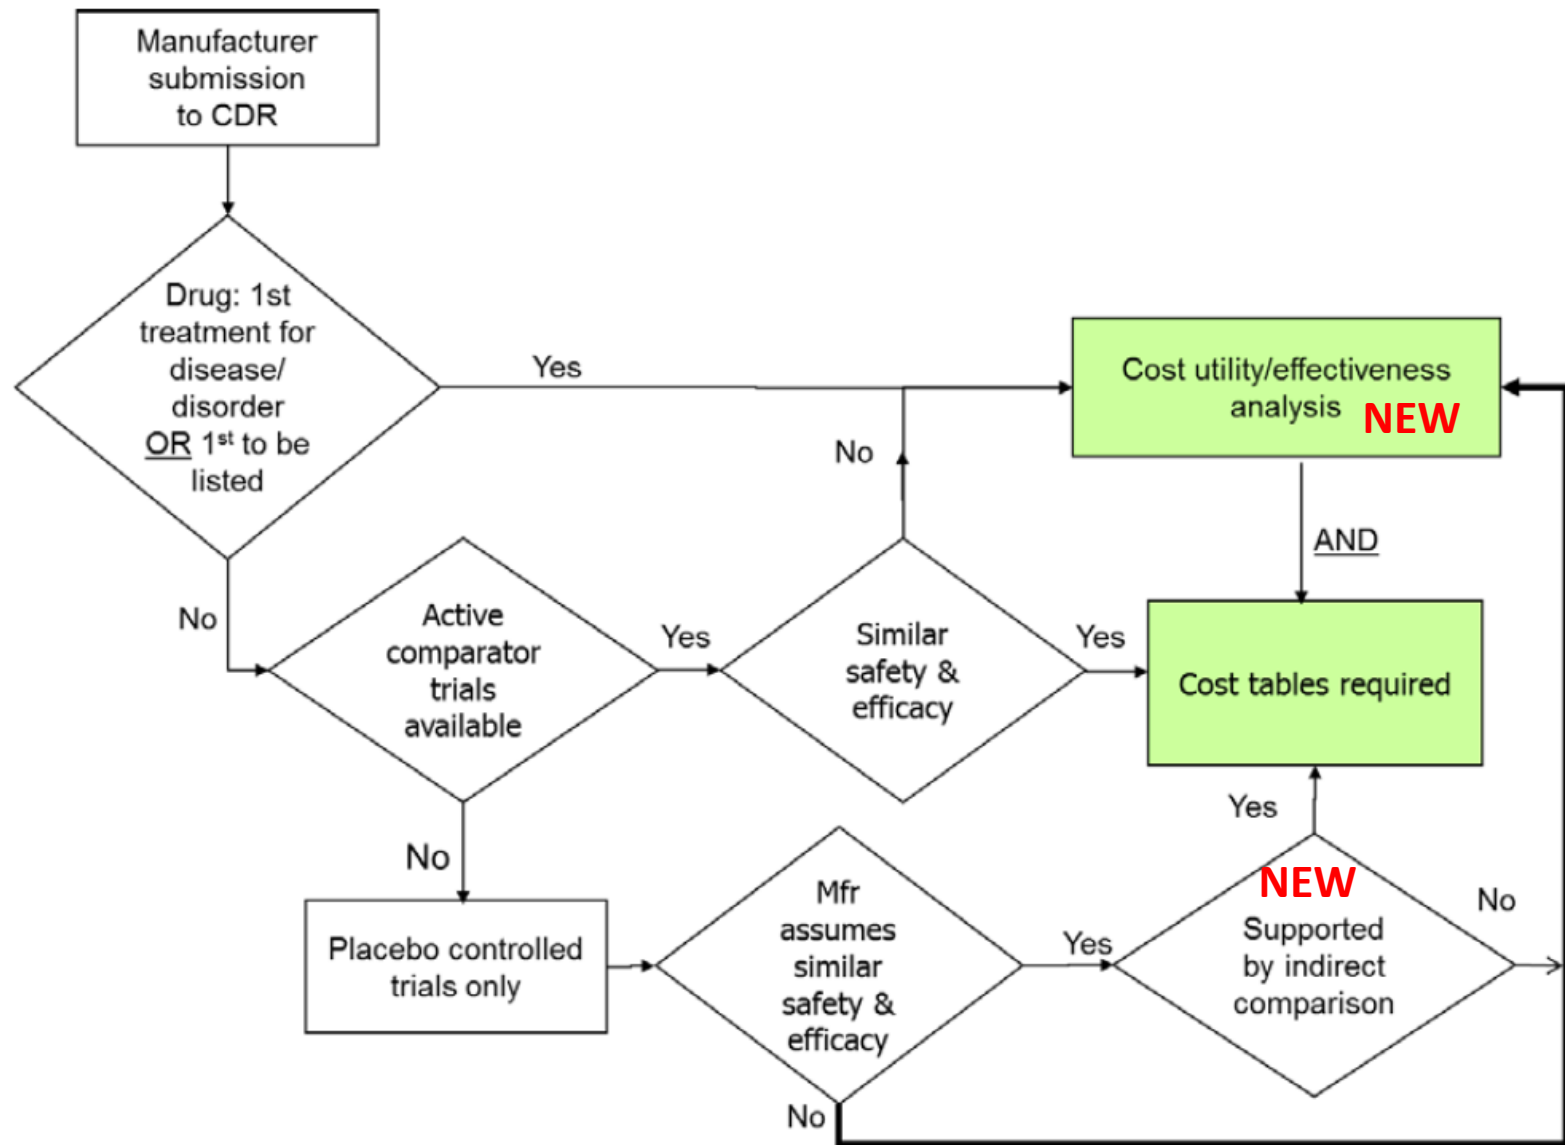 Manufacturer
submission
to CDR
Drug: 1st
treatment for
disease/
disorder
OR 1st to be
listed
Yes
Cost utility/effectiveness
analysis NEW
No
AND
No
Active
comparator
trials
available
Yes
Similar
safety &
efficacy
Yes
Cost tables required
No
Yes
Placebo controlled
trials only
Mfr
assumes
similar
safety &
efficacy
Yes
NEW
Supported
by indirect
comparison
No
No